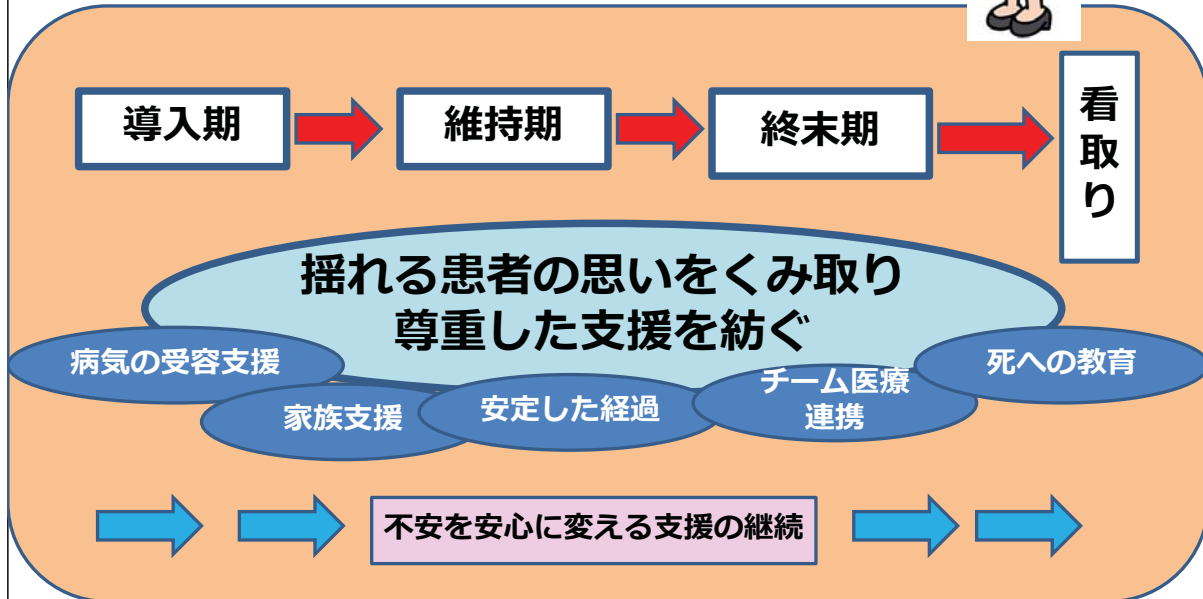 導入期
維持期
終末期
看取り
揺れる患者の思いをくみ取り
尊重した支援を紡ぐ
病気の受容支援
家族支援
安定した経過
チーム医療
連携
死への教育
不安を安心に変える支援の継続